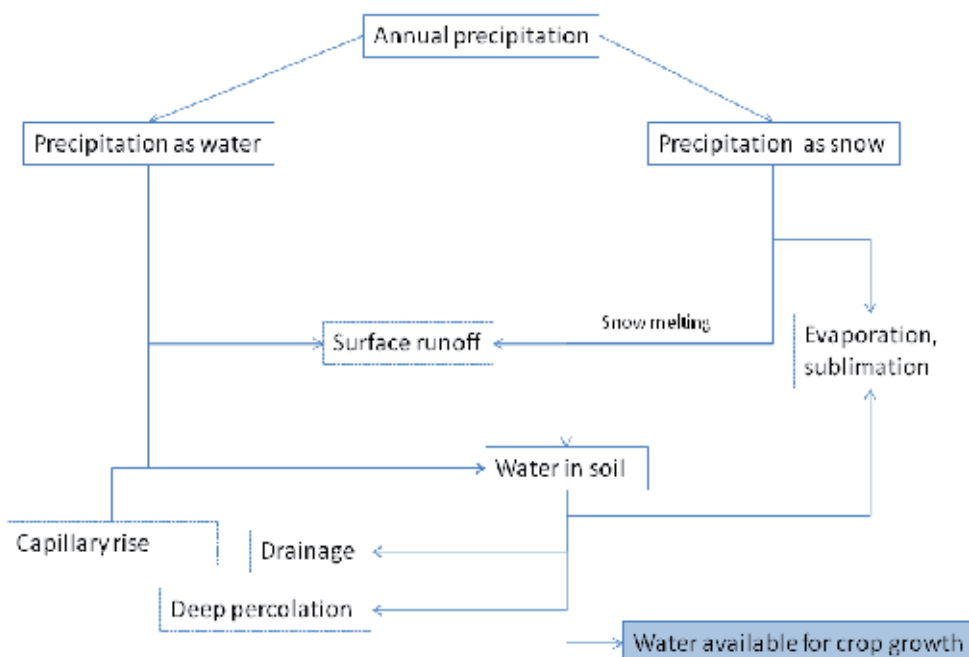 Annual precipitation
Precipitation as water
Precipitation as snow
Snow melting
Surface runoff
Evaporation,
sublimation
Water in soil
Capillary rise
Drainage
Deep percolation
Water available for crop growth